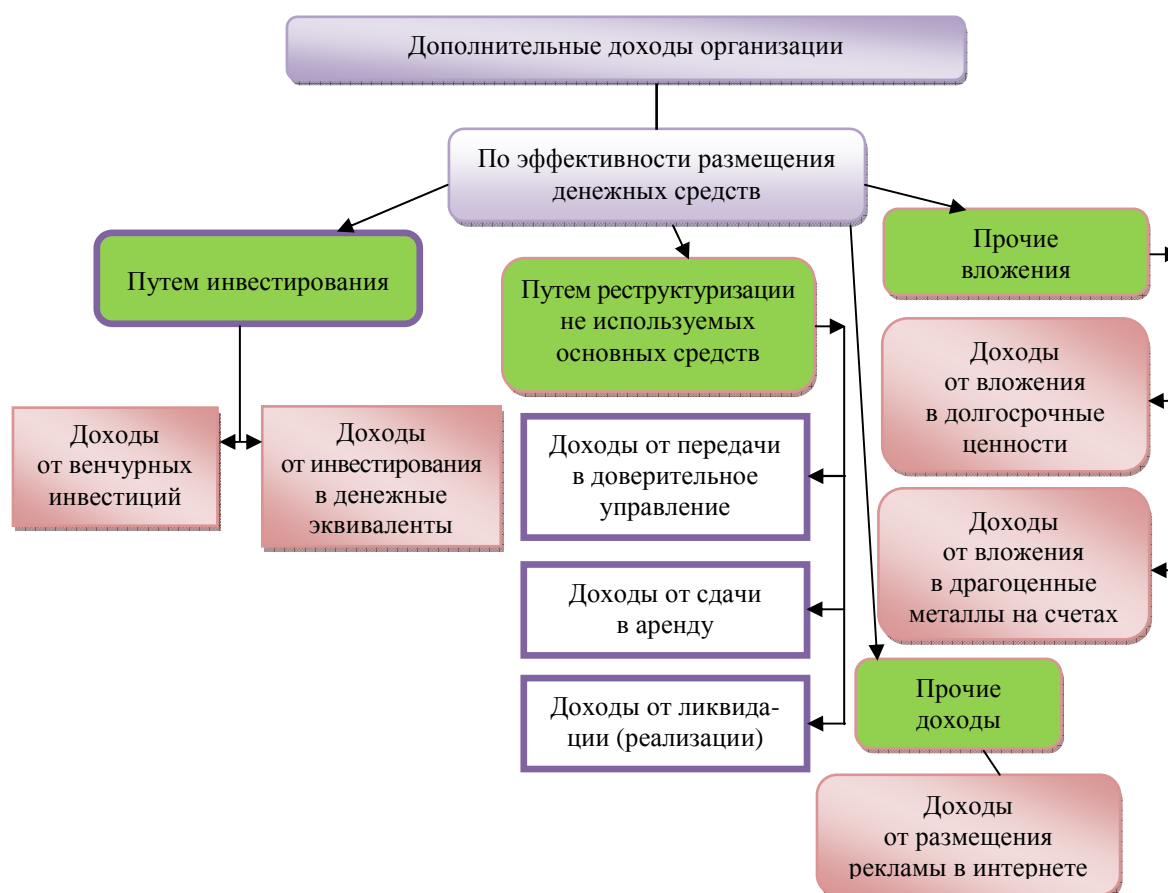 Дополнительные доходы организации
По эффективности размещения
денежных средств
Путем инвестирования
Путем реструктуризации
не используемых
основных средств
Прочие
вложения
Доходы
от венчурных
инвестиций
Доходы
от инвестирования
в денежные
эквиваленты
Доходы от передачи
в доверительное
управление
Доходы от сдачи
в аренду
Доходы от ликвида-
ции (реализации)
Доходы
от вложения
в долгосрочные
ценности
Доходы
от вложения
в драгоценные
металлы на счетах
Прочие
доходы
Доходы
от размещения
рекламы в интернете